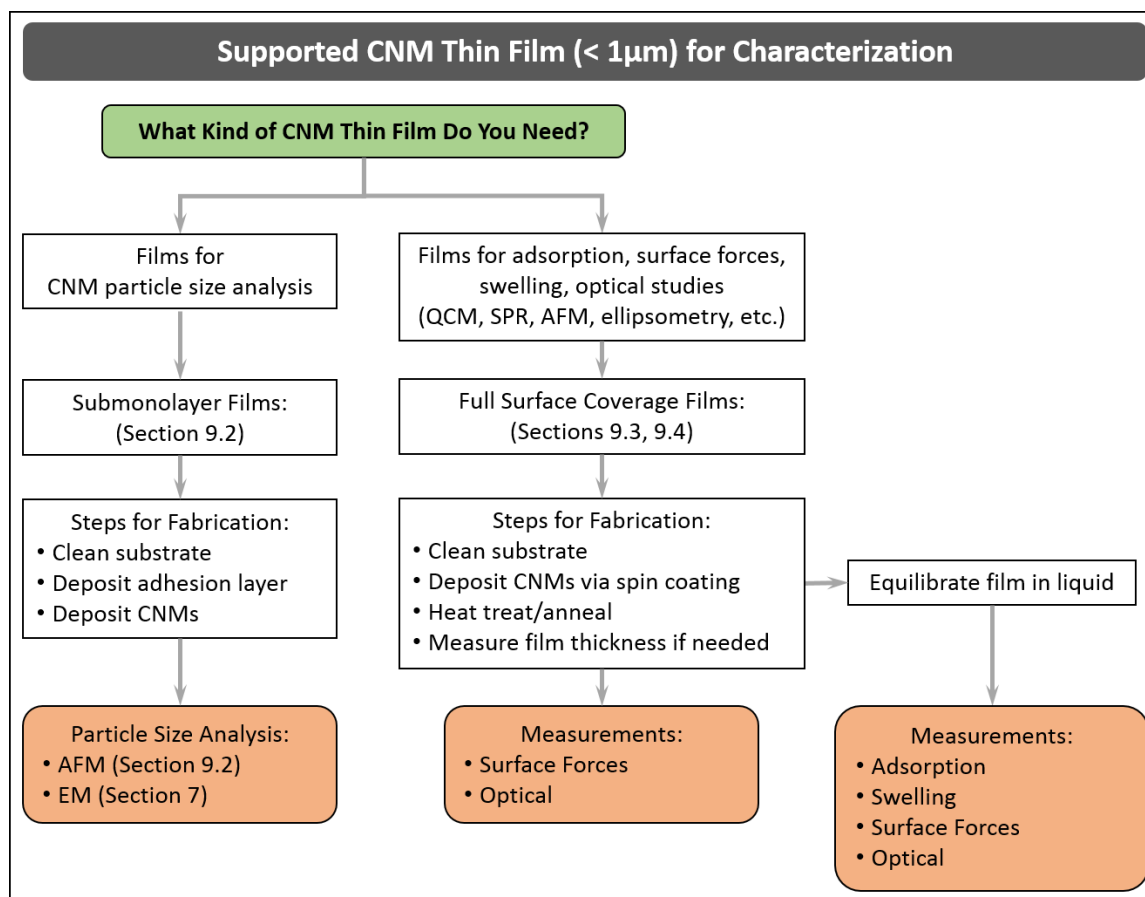 Supported CNM Thin Film (< 1µm) for Characterization
What Kind of CNM Thin Film Do You Need?
Films for
CNM particle size analysis
Films for adsorption, surface forces,
swelling, optical studies
(QCM, SPR, AFM, ellipsometry, etc.)
Submonolayer Films:
(Section 9.2)
Full Surface Coverage Films:
(Sections 9.3, 9.4)
Steps for Fabrication:
• Clean substrate
• Deposit adhesion layer
• Deposit CNMs
Steps for Fabrication:
• Clean substrate
• Deposit CNMs via spin coating
• Heat treat/anneal
• Measure film thickness if needed
Equilibrate film in liquid
Particle Size Analysis:
• AFM (Section 9.2)
• EM (Section 7)
Measurements:
• Surface Forces
• Optical
Measurements:
• Adsorption
• Swelling
• Surface Forces
• Optical